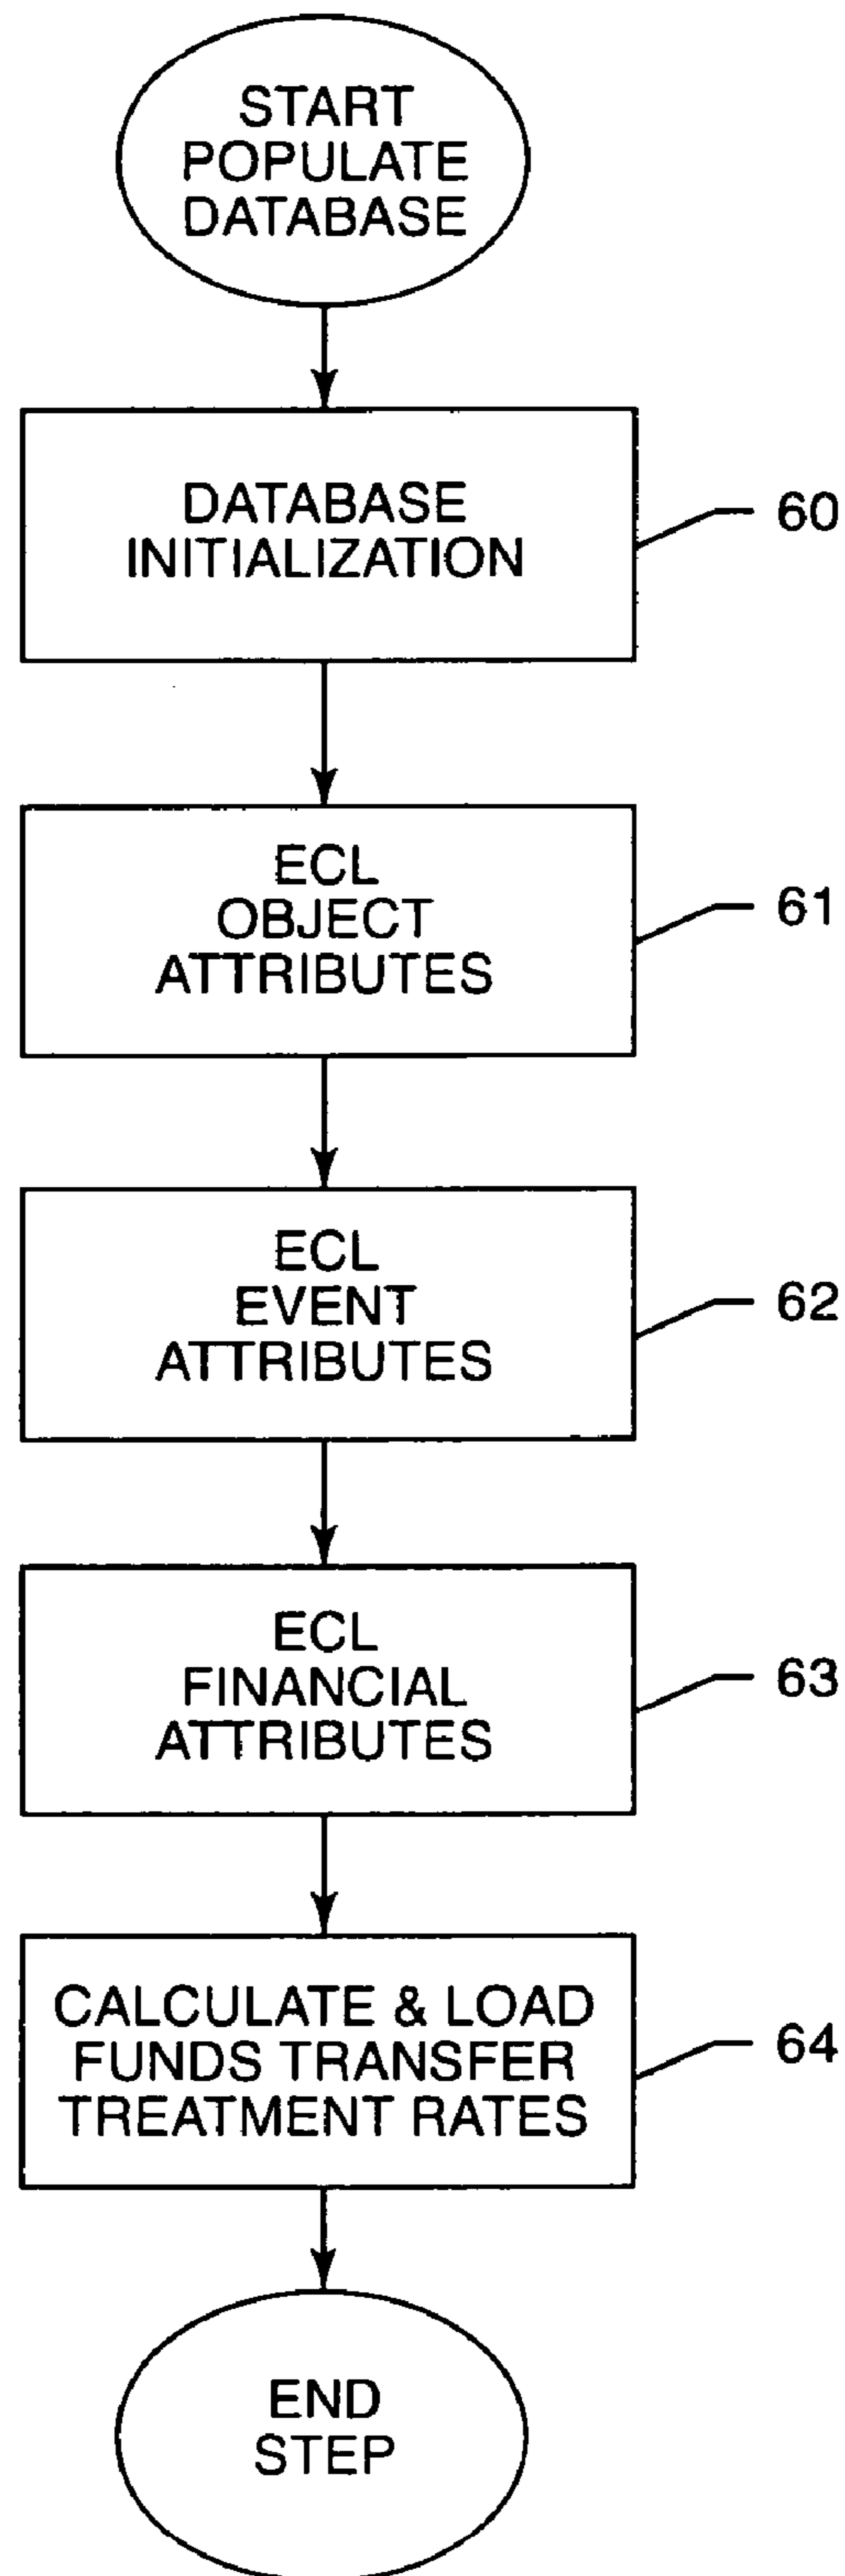 START
POPULATE
DATABASE
DATABASE
INITIALIZATION
60
ECL
OBJECT
ATTRIBUTES
61
ECL
EVENT
ATTRIBUTES
62
ECL
FINANCIAL
ATTRIBUTES
63
CALCULATE & LOAD
FUNDS TRANSFER
TREATMENT RATES
64
END
STEP